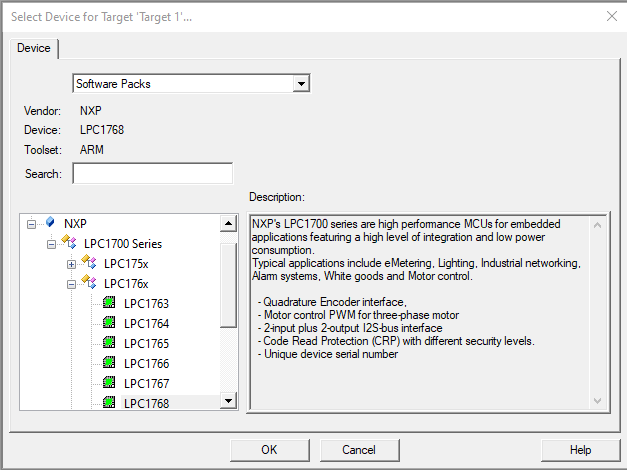 Select Device for Target 'Target 1'...
Device
Software Packs
Vendor: NXP
Device: LPC1768
Toolset: ARM
Search:
Description:
NXP
LPC1700 Series
LPC175x
LPC176x
LPC1763
LPC1764
LPC1765
LPC1766
LPC1767
LPC1768
NXP's LPC1700 series are high performance MCUs for embedded
applications featuring a high level of integration and low power
consumption.
Typical applications include eMetering, Lighting, Industrial networking,
Alarm systems, White goods and Motor control.
- Quadrature Encoder interface,
- Motor control PWM for three-phase motor
- 2-input plus 2-output I2S-bus interface
- Code Read Protection (CRP) with different security levels.
- Unique device serial number
OK
Cancel
Help